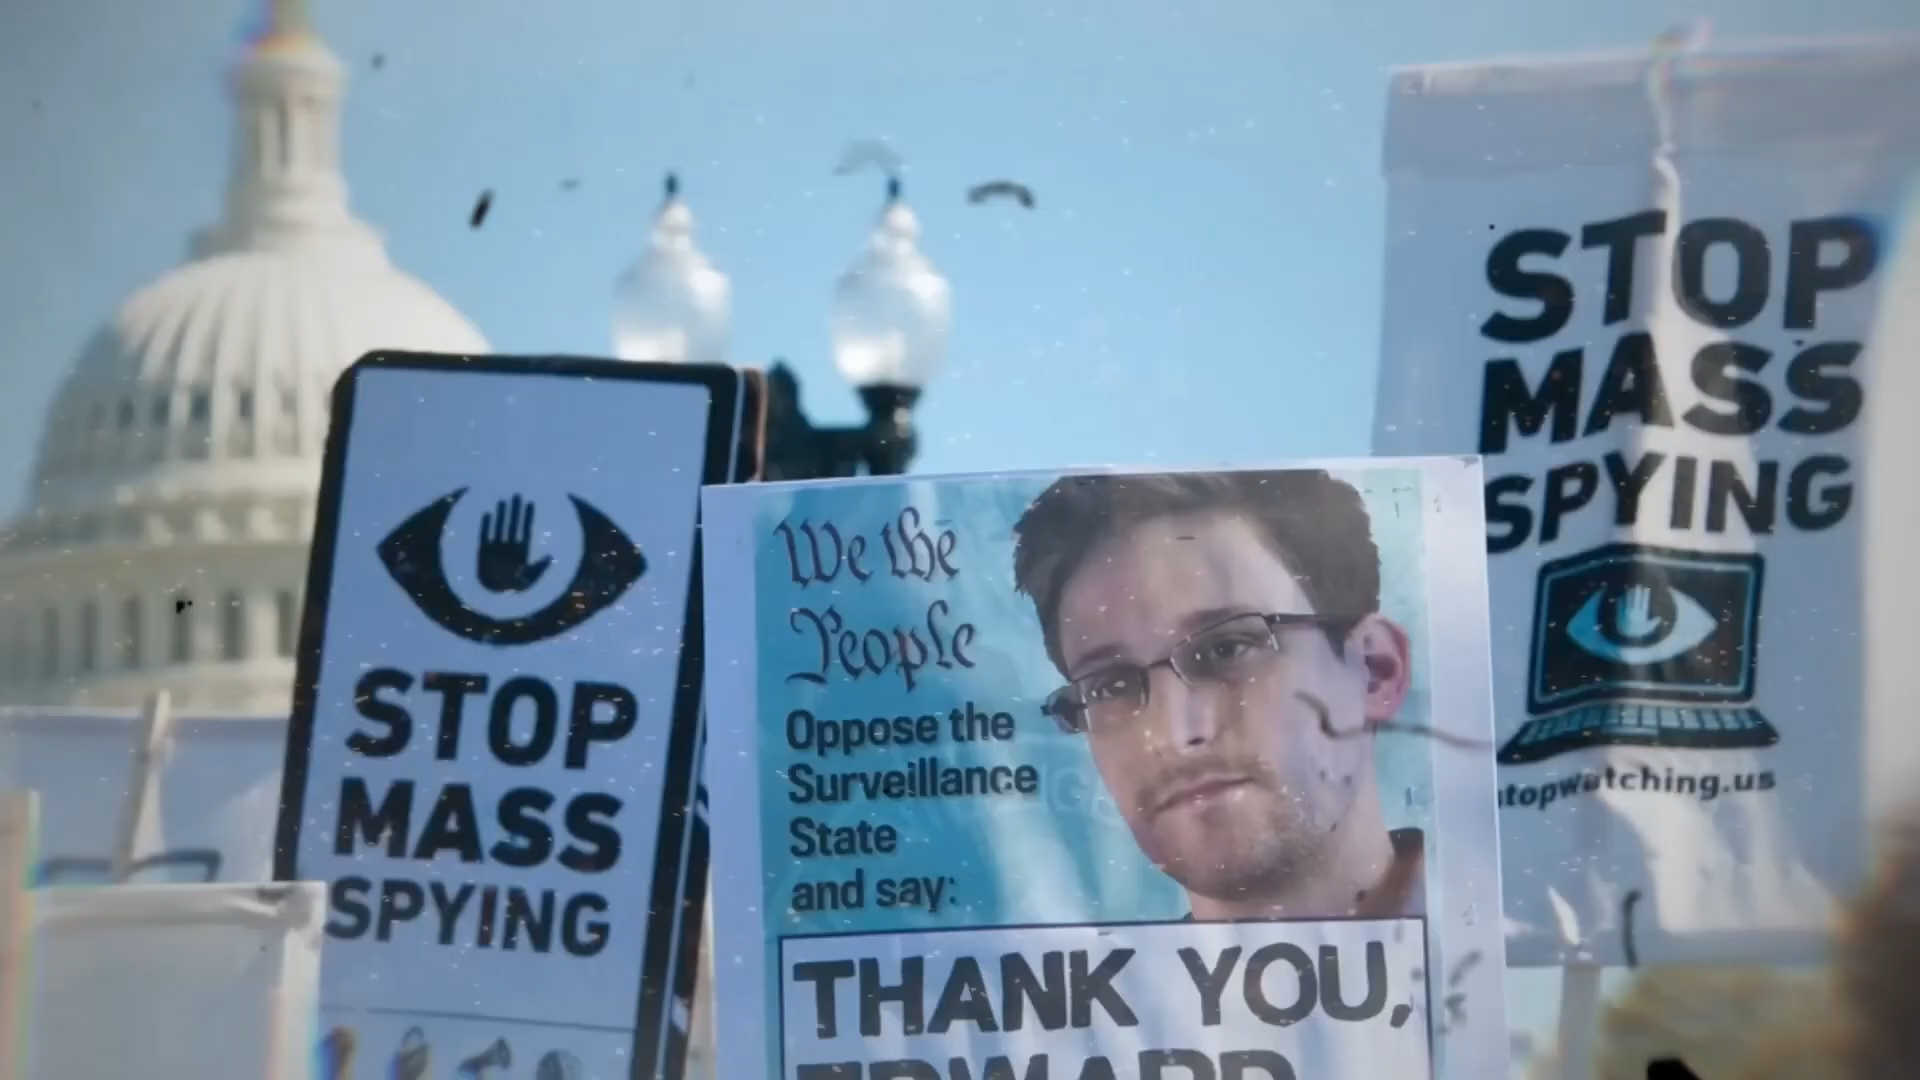 STOP
MASS
SPYING
We the
People
Oppose the
Surveillance
State
and say:
THANK YOU,
EDWARD
STOP
MASS
SPYING
stopwatching.us